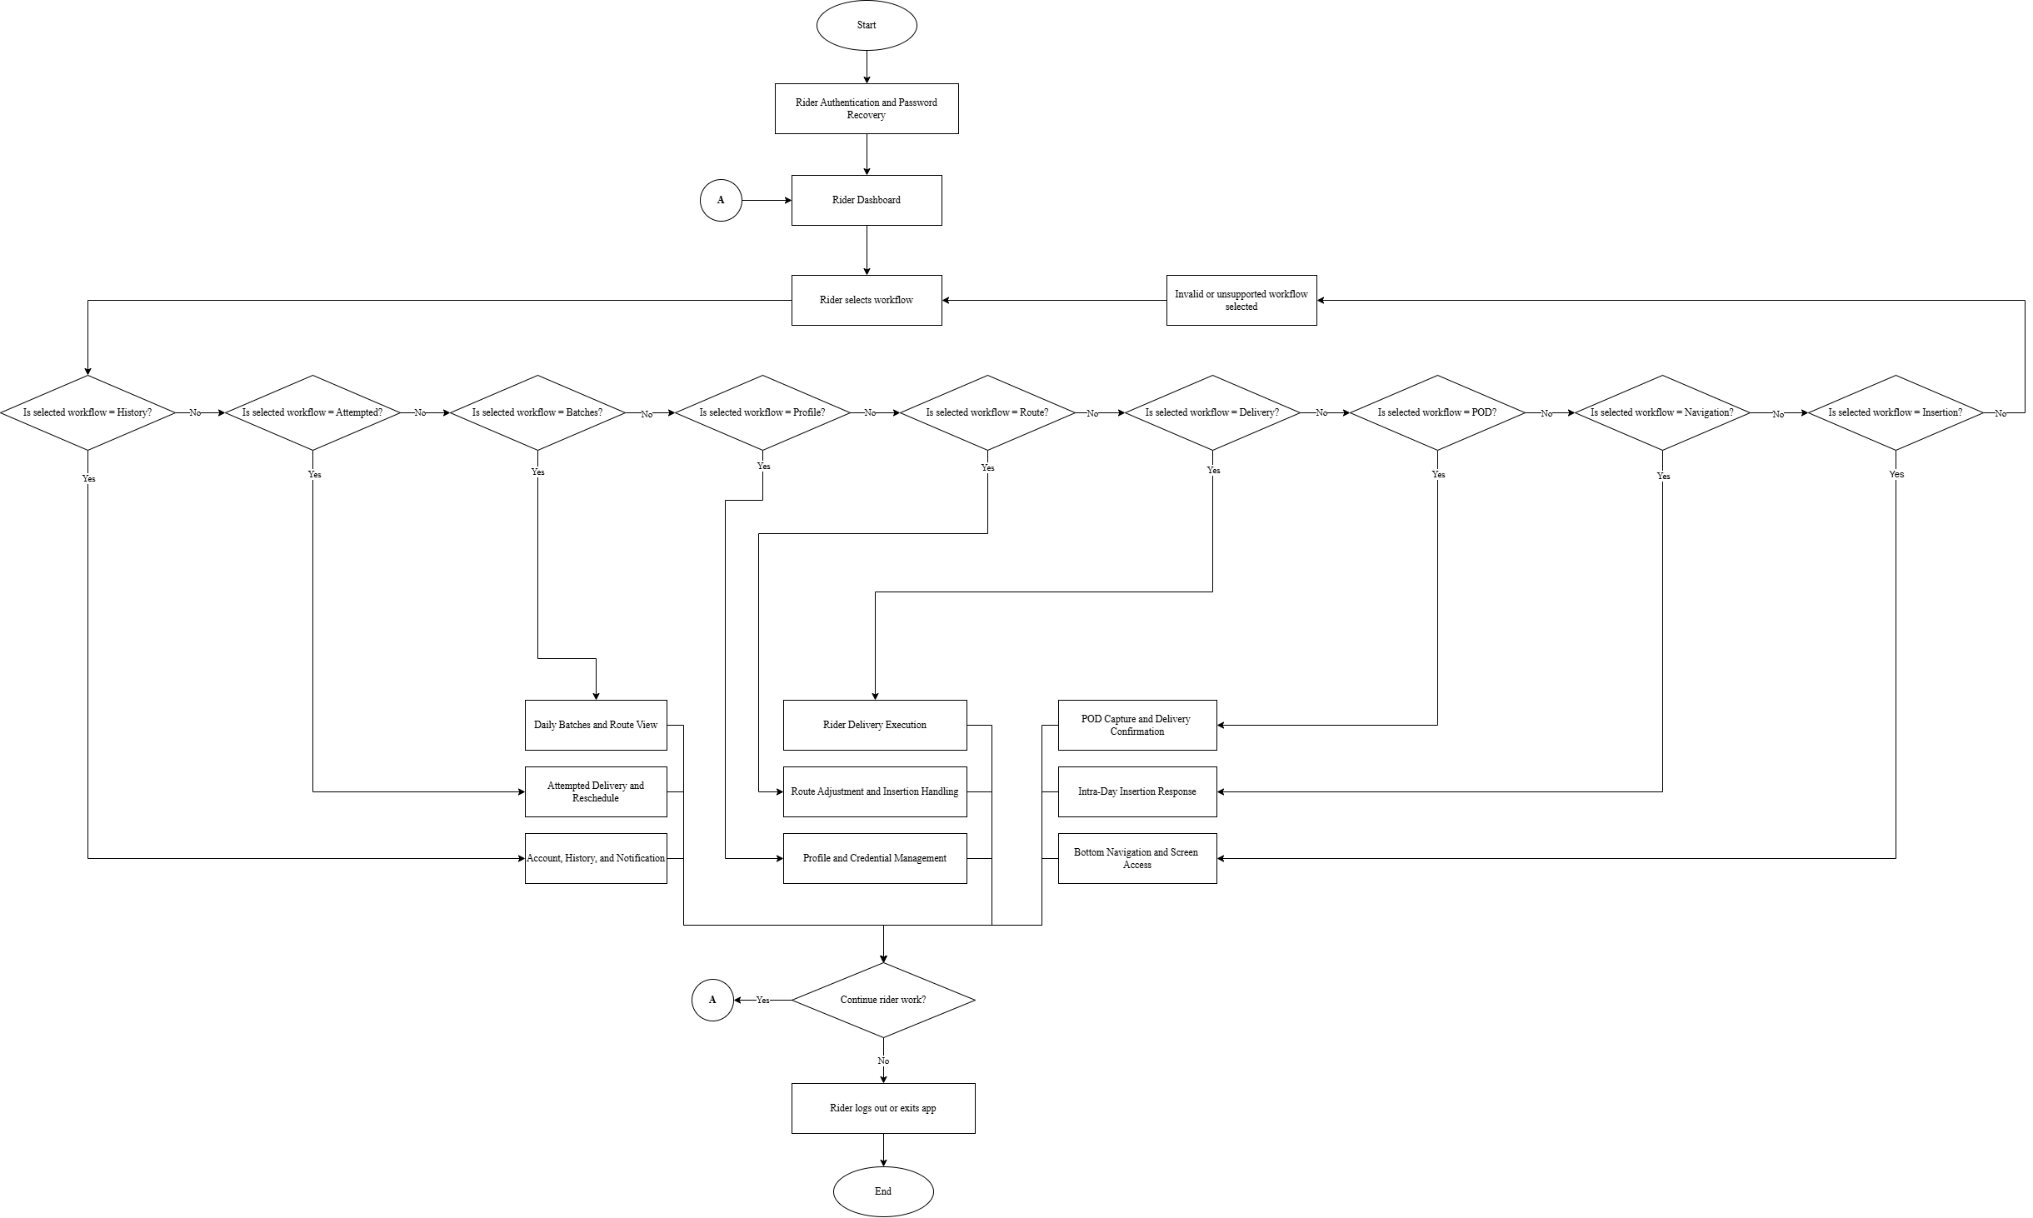 Start
Rider Authentication and Password
Recovery
A
Rider Dashboard
Rider selects workflow
Invalid or unsupported workflow
selected
Is selected workflow = History?
No
Is selected workflow = Attempted?
No
Is selected workflow = Batches?
No
Is selected workflow = Profile?
No
Is selected workflow = Route?
No
Is selected workflow = Delivery?
No
Is selected workflow = POD?
No
Is selected workflow = Navigation?
No
Is selected workflow = Insertion?
No
Yes
Yes
Yes
Yes
Yes
Yes
Yes
Yes
Yes
Daily Batches and Route View
Rider Delivery Execution
POD Capture and Delivery
Confirmation
Attempted Delivery and
Reschedule
Route Adjustment and Insertion Handling
Intra-Day Insertion Response
Account, History, and Notification
Profile and Credential Management
Bottom Navigation and Screen
Access
A
Yes
Continue rider work?
No
Rider logs out or exits app
End